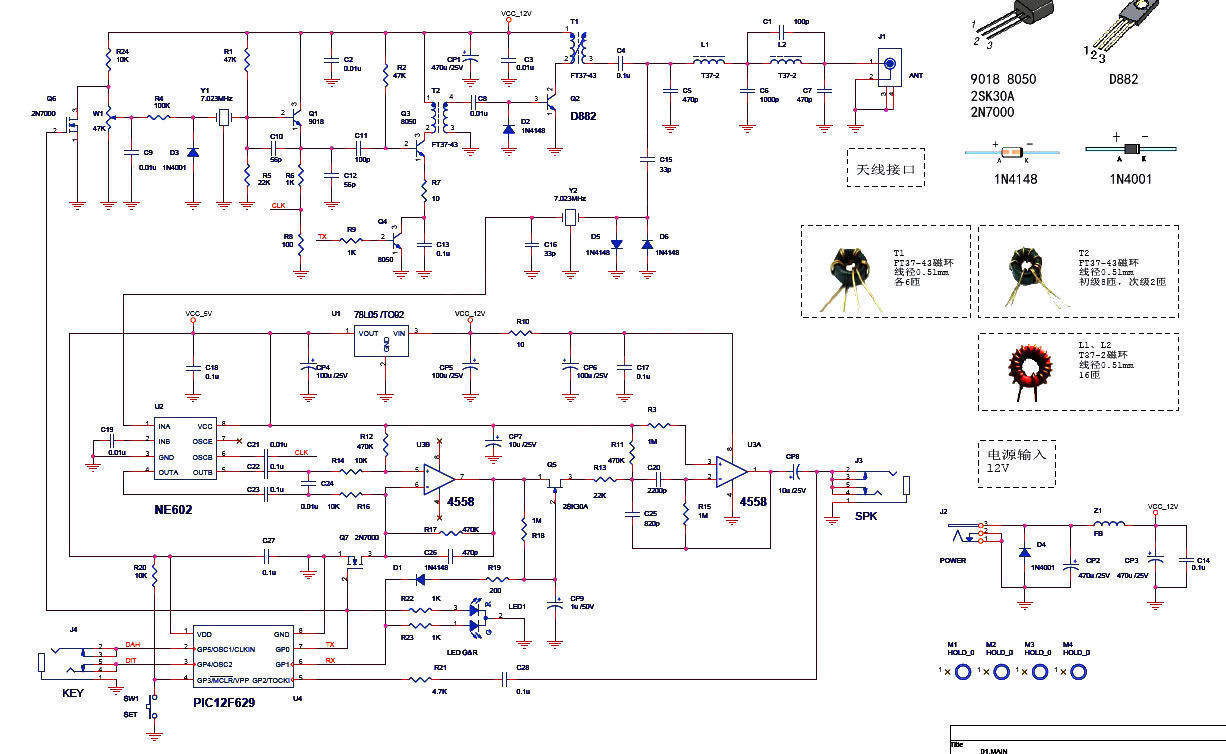 VCC_12V
T1
C1 100p
1
2
3
R24
10K
R1
47K
C2
0.01u
R2
47K
CP1
470u /25V
C3
0.01u
FT37-43
C4
0.1u
L1
T37-2
L2
T37-2
J1
ANT
9018 8050
2SK30A
2N7000
D882
1
2
3
Q6
2N7000
W1
47K
R4
100K
Y1
7.023MHz
Q1
9018
Q3
8050
T2
FT37-43
C8
0.01u
D2
1N4148
Q2
D882
C5
470p
C6
1000p
C7
470p
C9
0.01u
D3
1N4001
C10
56p
C11
100p
R5
22K
R6
1K
C12
56p
R7
10
CLK
R8
100
TX
R9
1K
Q4
8050
C13
0.1u
C15
33p
Y2
7.023MHz
C16
33p
D5
1N4148
D6
1N4148
天线接口
+ −
A K
1N4148
+ −
A K
1N4001
T1
FT37-43磁环
线径0.51mm
各6匝
T2
FT37-43磁环
线径0.51mm
初级8匝，次级2匝
L1、L2
T37-2磁环
线径0.51mm
16匝
VCC_5V
U1
78L05 /TO92
VOUT VIN
GND
VCC_12V
R10
10
C18
0.1u
CP4
100u /25V
CP5
100u /25V
CP6
100u /25V
C17
0.1u
U2
INA VCC
INB OSCE
GND OSCB
OUTA OUTB
NE602
C19
0.01u
C21 0.01u
CLK
C22 0.1u
C23 0.1u
C24
0.01u
R12
470K
R14 10K
10K R16
U3B
4558
CP7
10u /25V
R17 470K
C26 470p
Q5
2SK30A
1M
R18
R13
22K
R11
470K
R3
1M
C20
2200p
C25
820p
R15
1M
U3A
4558
CP8
10u /25V
J3
SPK
电源输入
12V
J2
POWER
D4
1N4001
Z1
FB
VCC_12V
CP2
470u /25V
CP3
470u /25V
C14
0.1u
C27
0.1u
Q7 2N7000
R20
10K
D1 1N4148
R19
200
CP9
1u /50V
R22 1K
R23 1K
LED1
LED G&R
J4
KEY
DAH
DIT
VDD GND
GP5/OSC1/CLKIN GP0
GP4/OSC2 GP1
GP3/MCLR/VPP GP2/TOCKI
TX
RX
PIC12F629
U4
SW1
SET
R21
4.7K
C28
0.1u
M1
HOLD_0
M2
HOLD_0
M3
HOLD_0
M4
HOLD_0
Title
01.MAIN